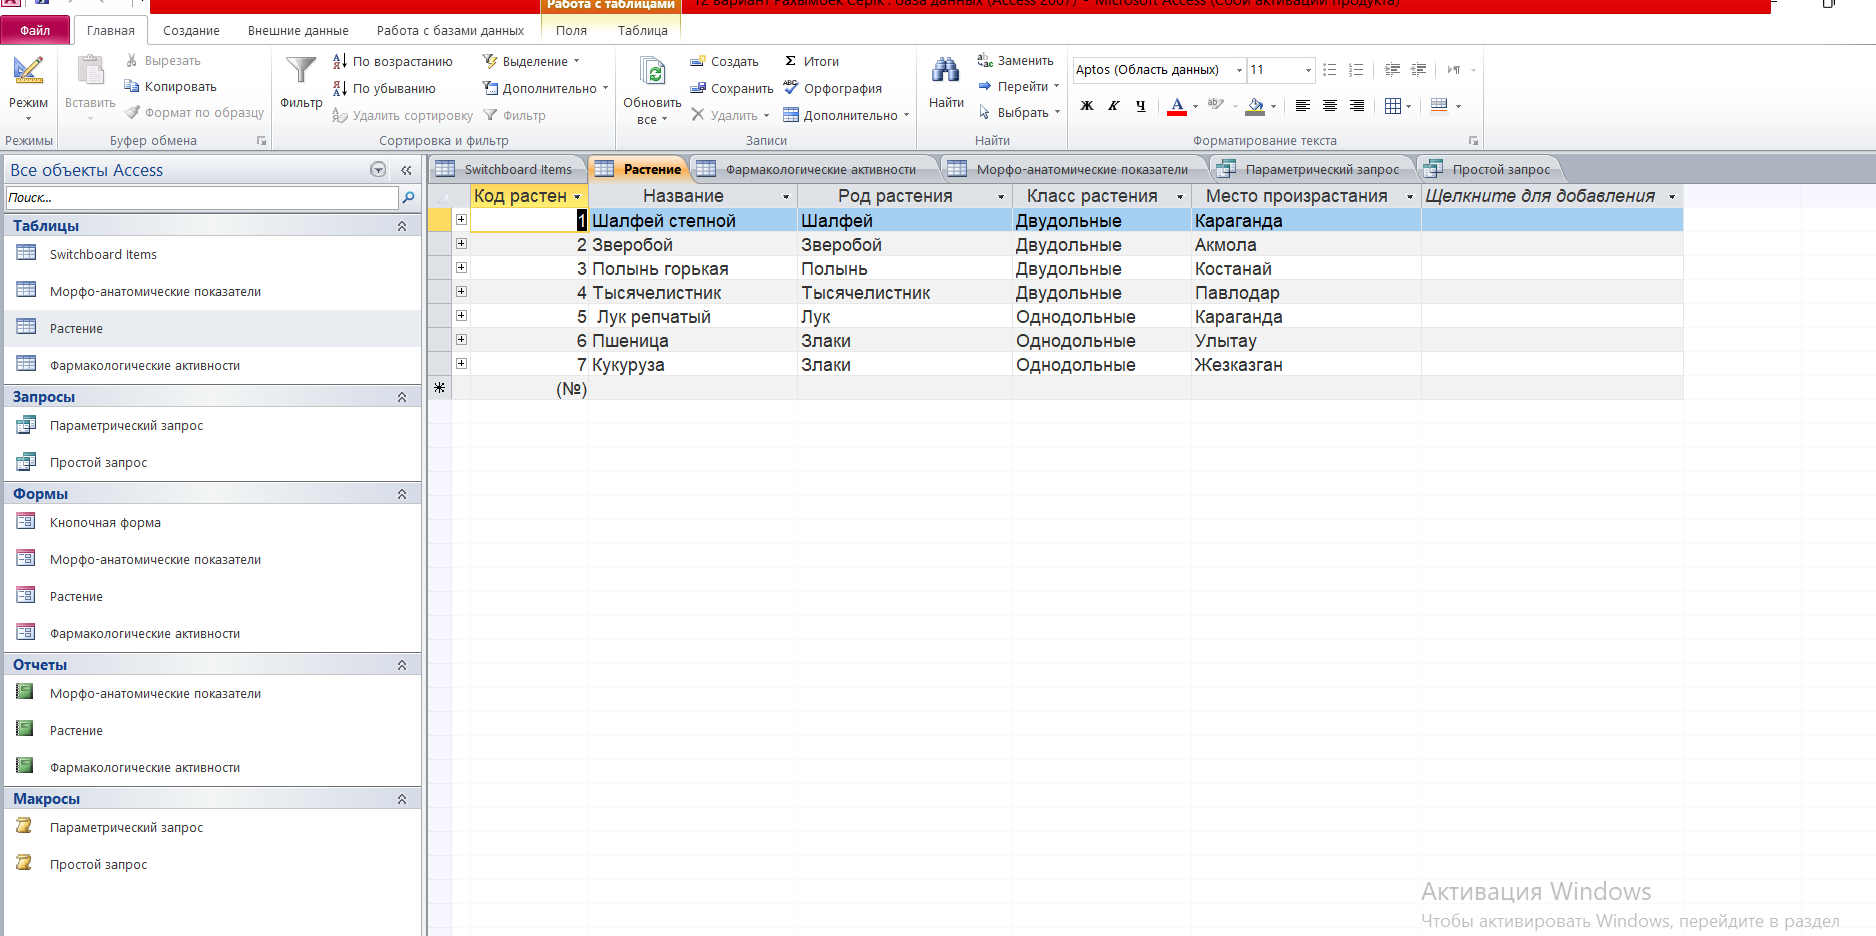 Работа с таблицами
12 вариант Рахымбек Серік : база данных (Access 2007) - Microsoft Access (Сбой активации продукта)
Файл Главная Создание Внешние данные Работа с базами данных Поля Таблица
Режим
Режимы
Вставить
Вырезать
Копировать
Формат по образцу
Буфер обмена
Фильтр
По возрастанию
По убыванию
Удалить сортировку
Выделение
Дополнительно
Фильтр
Сортировка и фильтр
Обновить
все
Создать
Сохранить
Удалить
Итоги
Орфография
Дополнительно
Записи
Найти
Заменить
Перейти
Выбрать
Найти
Aptos (Область данных) 11
Ж К Ч
Форматирование текста
Все объекты Access
Поиск...
Таблицы
Switchboard Items
Морфо-анатомические показатели
Растение
Фармакологические активности
Запросы
Параметрический запрос
Простой запрос
Формы
Кнопочная форма
Морфо-анатомические показатели
Растение
Фармакологические активности
Отчеты
Морфо-анатомические показатели
Растение
Фармакологические активности
Макросы
Параметрический запрос
Простой запрос
Switchboard Items Растение Фармакологические активности Морфо-анатомические показатели Параметрический запрос Простой запрос
Код растен Название Род растения Класс растения Место произрастания Щелкните для добавления
1 Шалфей степной Шалфей Двудольные Караганда
2 Зверобой Зверобой Двудольные Акмола
3 Полынь горькая Полынь Двудольные Костанай
4 Тысячелистник Тысячелистник Двудольные Павлодар
5 Лук репчатый Лук Однодольные Караганда
6 Пшеница Злаки Однодольные Улытау
7 Кукуруза Злаки Однодольные Жезказган
(№)
Активация Windows
Чтобы активировать Windows, перейдите в раздел